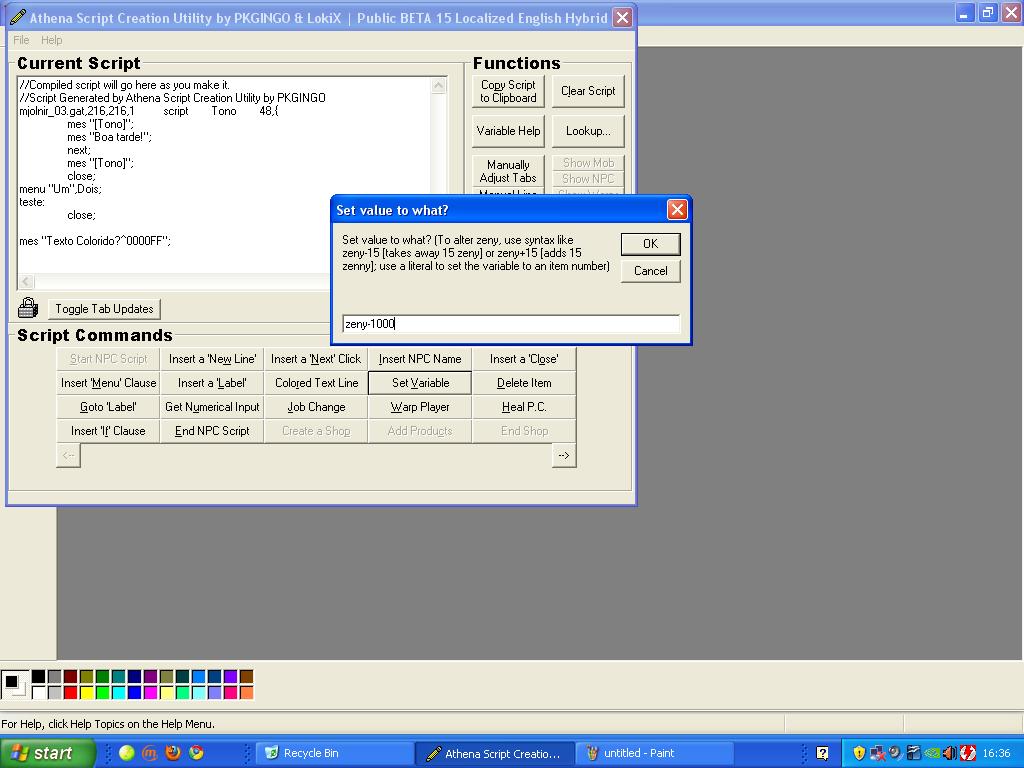 Athena Script Creation Utility by PKGINGO & LokiX | Public BETA 15 Localized English Hybrid
File Help
Current Script
//Compiled script will go here as you make it.
//Script Generated by Athena Script Creation Utility by PKGINGO
mjolnir_03.gat,216,216,1 script Tono 48,{
mes "[Tono]";
mes "Boa tarde!";
next;
mes "[Tono]";
close;
menu "Um",Dois;
teste:
close;
mes "Texto Colorido?^0000FF";
Toggle Tab Updates
Functions
Copy Script to Clipboard
Clear Script
Variable Help
Lookup...
Manually Adjust Tabs
Show Mob
Show NPC
Set value to what?
Set value to what? (To alter zeny, use syntax like
zeny-15 [takes away 15 zeny] or zeny+15 [adds 15
zenny]; use a literal to set the variable to an item number)
OK
Cancel
zeny-1000
Script Commands
Start NPC Script Insert a 'New Line' Insert a 'Next' Click Insert NPC Name Insert a 'Close'
Insert 'Menu' Clause Insert a 'Label' Colored Text Line Set Variable Delete Item
Goto 'Label' Get Numerical Input Job Change Warp Player Heal P.C.
Insert 'If' Clause End NPC Script Create a Shop Add Products End Shop
<-- -->
For Help, click Help Topics on the Help Menu.
start Recycle Bin Athena Script Creatio... untitled - Paint 16:36